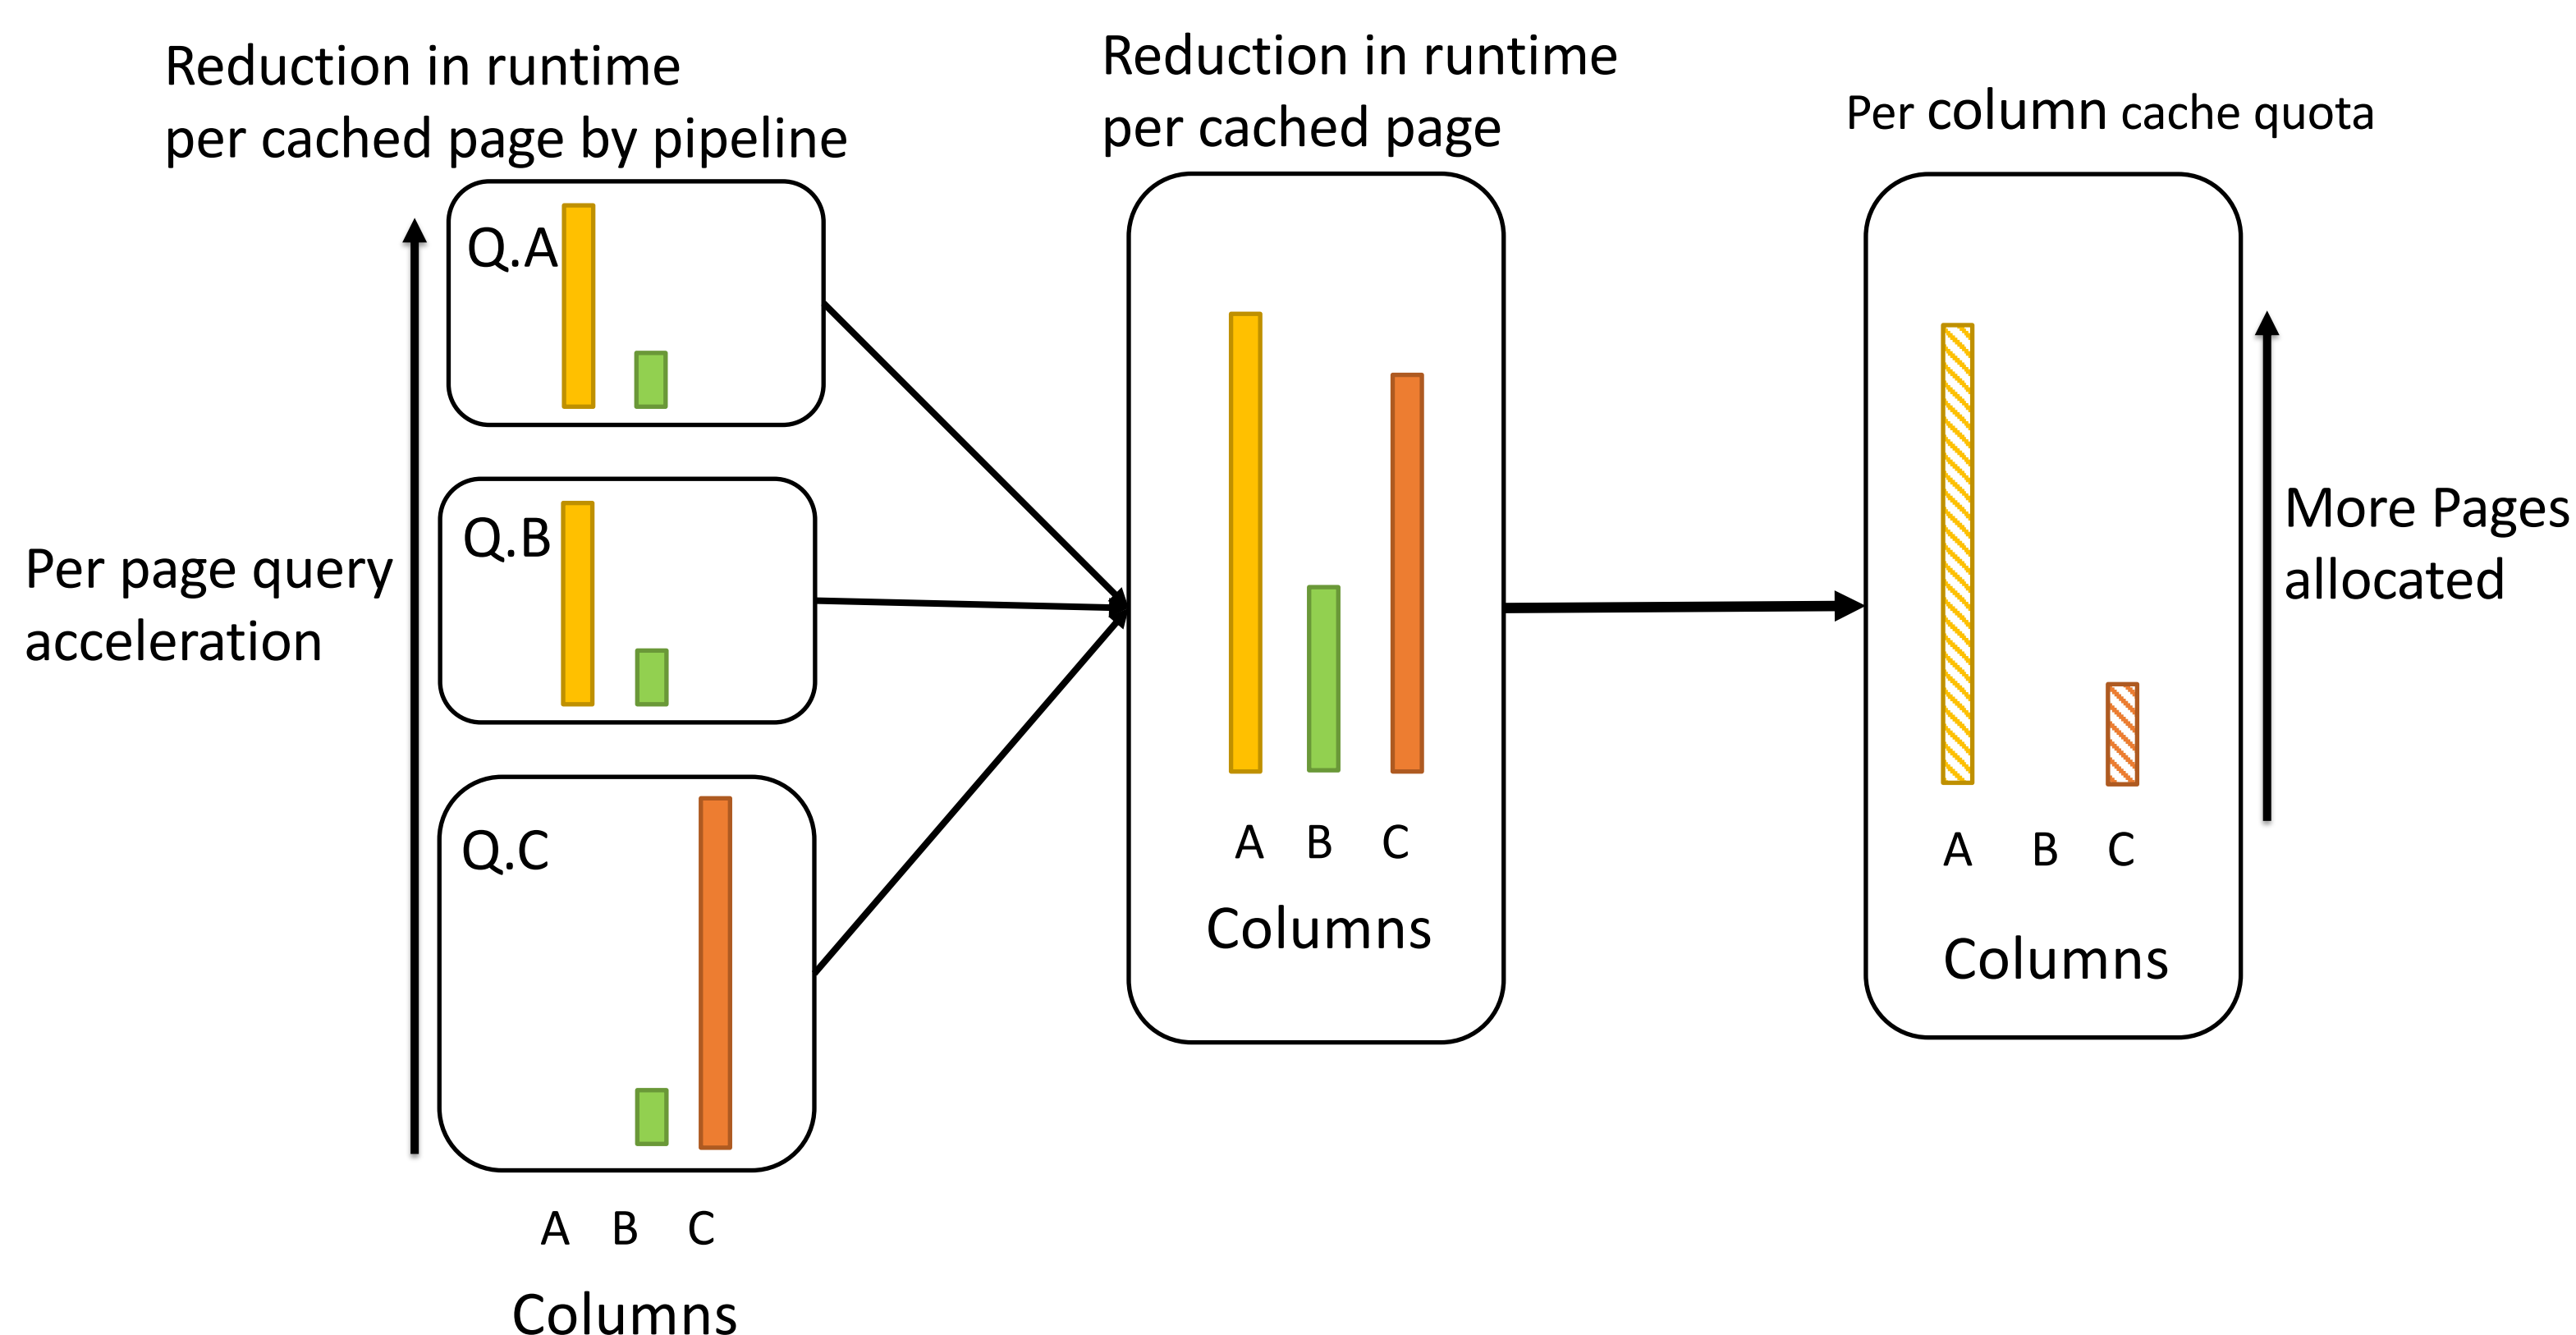 Reduction in runtime
per cached page by pipeline
Reduction in runtime
per cached page
Per column cache quota
Q.A
Q.B
Q.C
Per page query
acceleration
A B C
Columns
A B C
Columns
A B C
Columns
More Pages
allocated